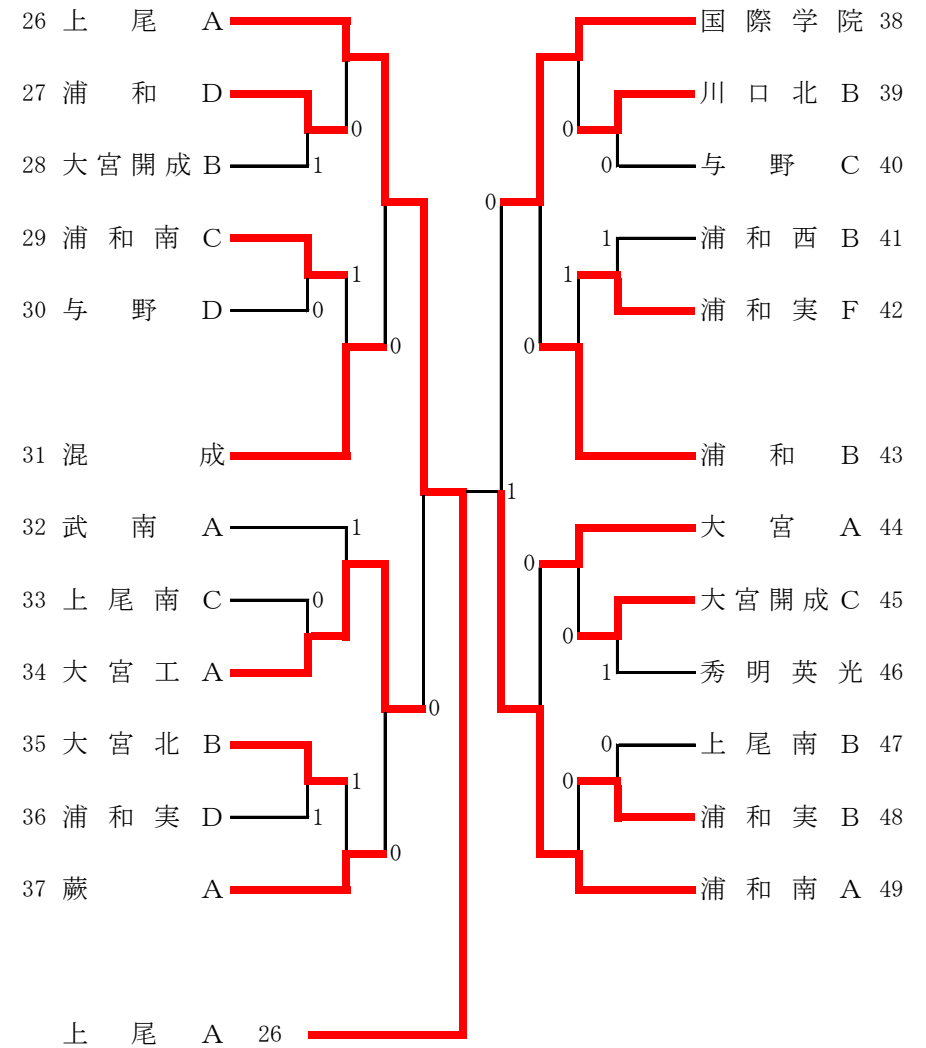 26 上尾 A 国際学院 38
27 浦和 D 川口北 B 39
0 0
28 大宮開成 B 1 0 与野 C 40
0
29 浦和南 C 1 浦和西 B 41
1 1
30 与野 D 0 浦和実 F 42
0 0
31 混成 浦和 B 43
1
32 武南 A 1 大宮 A 44
0
33 上尾南 C 0 大宮開成 C 45
0
34 大宮工 A 1 秀明英光 46
0
35 大宮北 B 0 上尾南 B 47
1 0
36 浦和実 D 1 浦和実 B 48
0
37 蕨 A 浦和南 A 49
上尾 A 26